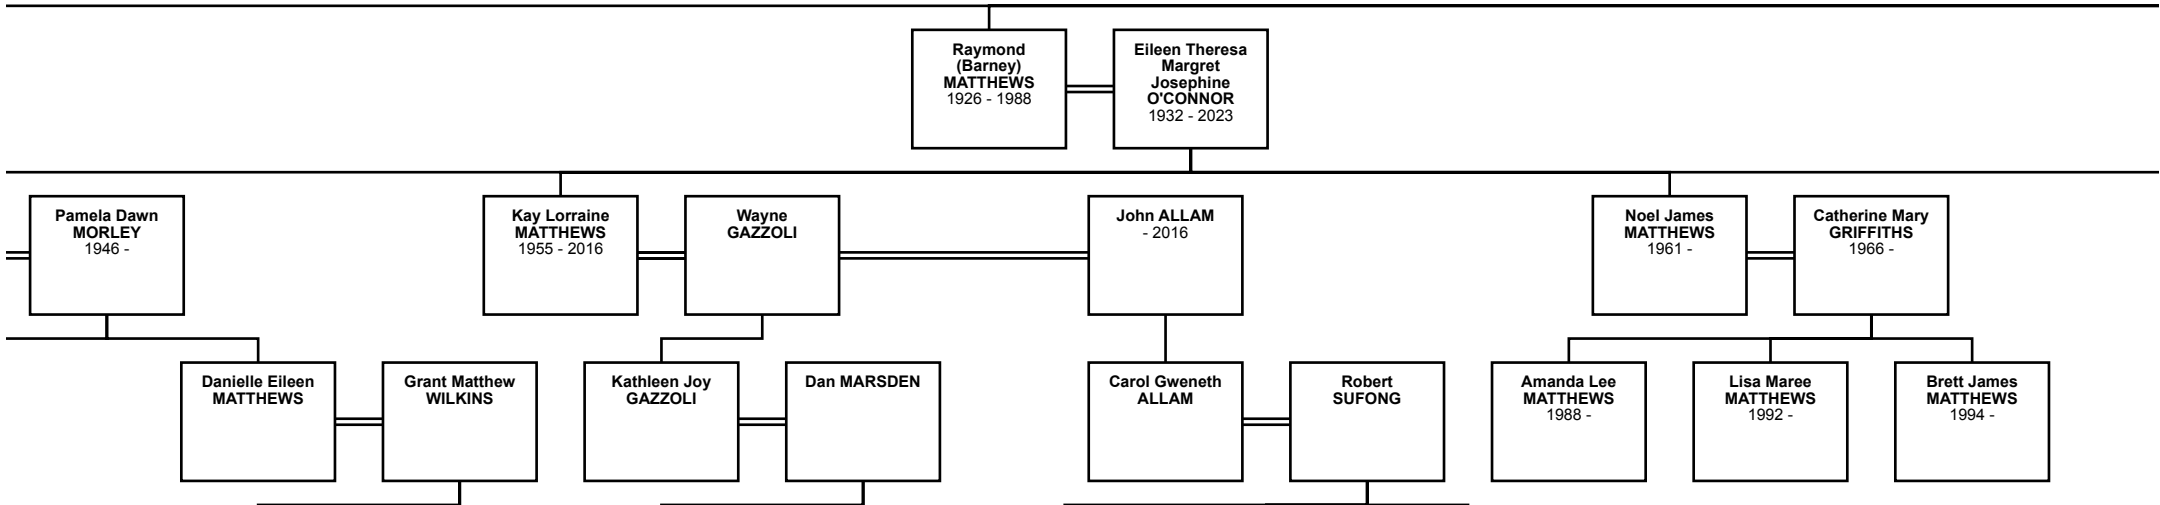 Raymond
(Barney)
MATTHEWS
1926 - 1988
Eileen Theresa
Margret
Josephine
O'CONNOR
1932 - 2023
Pamela Dawn
MORLEY
1946 -
Kay Lorraine
MATTHEWS
1955 - 2016
Wayne
GAZZOLI
John ALLAM
- 2016
Noel James
MATTHEWS
1961 -
Catherine Mary
GRIFFITHS
1966 -
Danielle Eileen
MATTHEWS
Grant Matthew
WILKINS
Kathleen Joy
GAZZOLI
Dan MARSDEN
Carol Gweneth
ALLAM
Robert
SUFONG
Amanda Lee
MATTHEWS
1988 -
Lisa Maree
MATTHEWS
1992 -
Brett James
MATTHEWS
1994 -